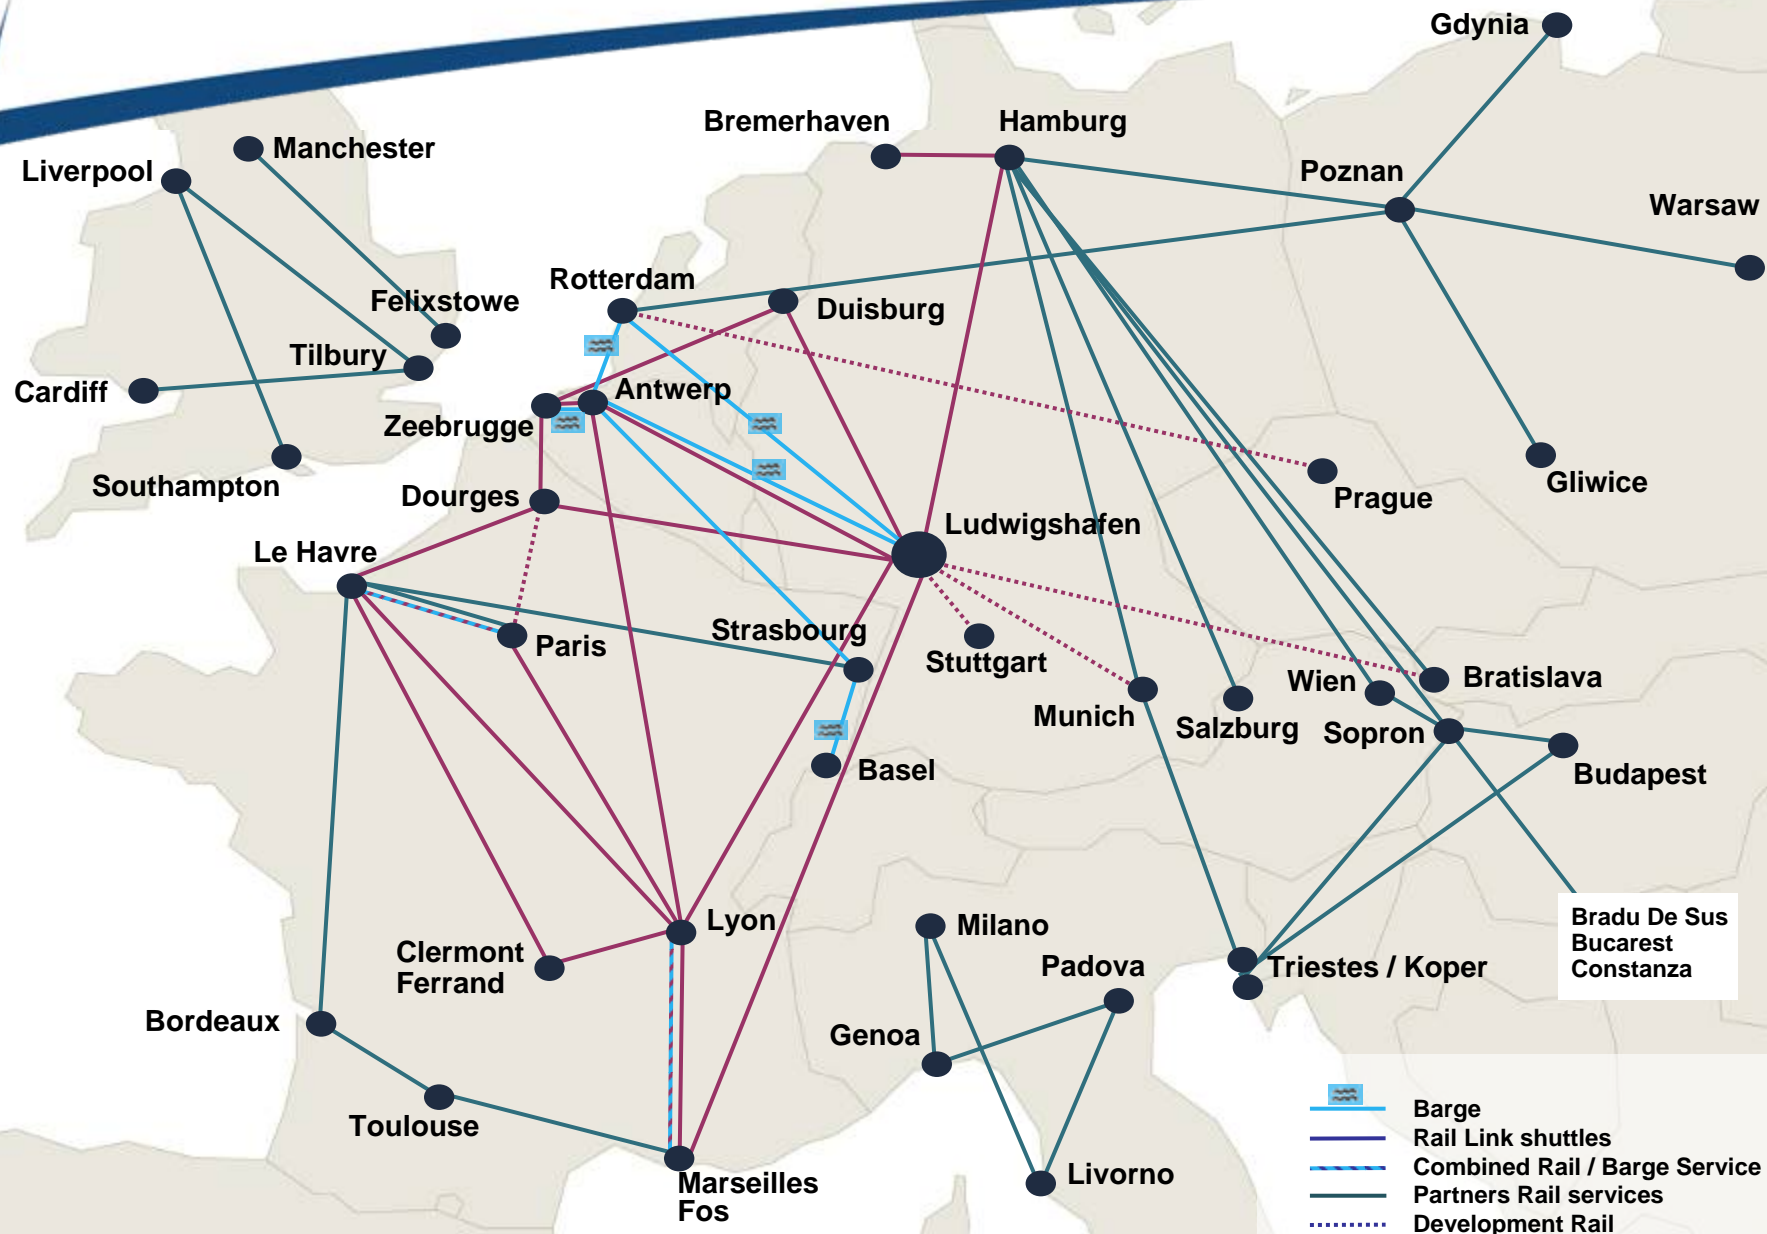 Gdynia
Bremerhaven
Hamburg
Manchester
Liverpool
Poznan
Warsaw
Rotterdam
Felixstowe
Duisburg
Tilbury
Cardiff
Antwerp
Zeebrugge
Southampton
Dourges
Prague
Gliwice
Ludwigshafen
Le Havre
Strasbourg
Paris
Stuttgart
Wien
Bratislava
Munich
Salzburg
Sopron
Basel
Budapest
Lyon
Milano
Bradu De Sus
Bucarest
Constanza
Clermont
Ferrand
Padova
Triestes / Koper
Bordeaux
Genoa
Toulouse
Livorno
Marseilles
Fos
Barge
Rail Link shuttles
Combined Rail / Barge Service
Partners Rail services
Development Rail